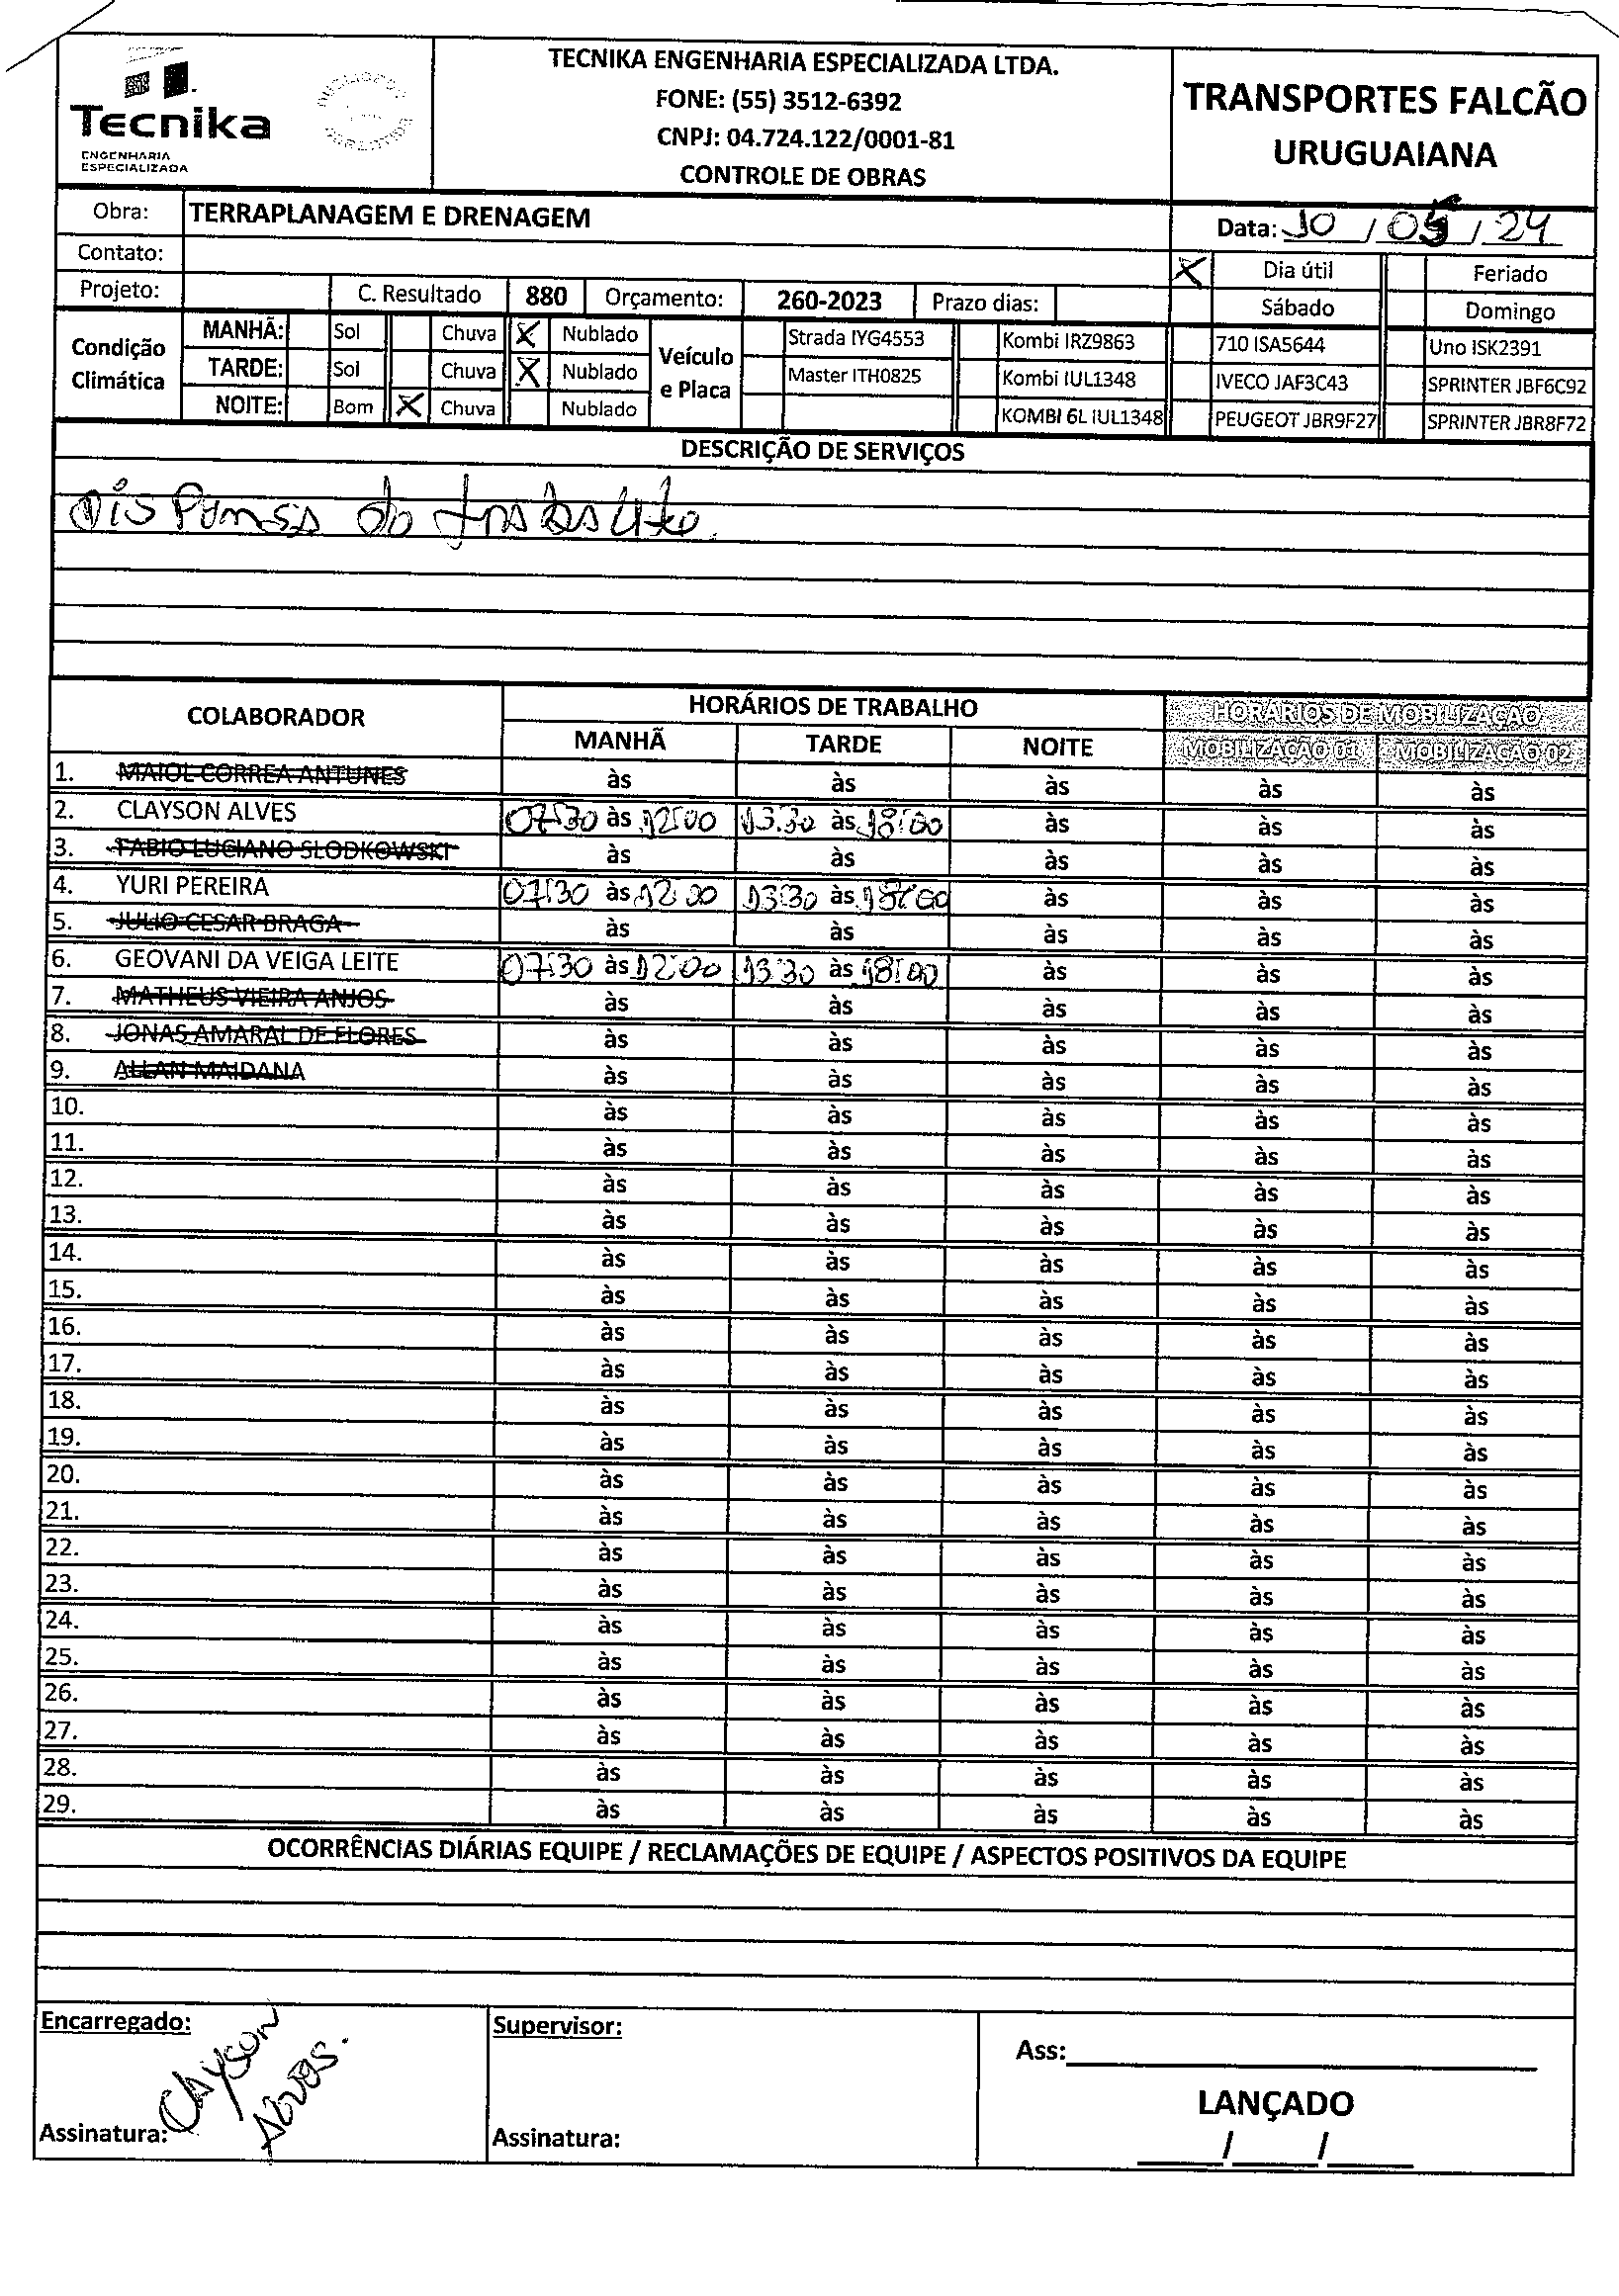 Tecnika
ENGENHARIA
ESPECIALIZADA
TECNIKA ENGENHARIA ESPECIALIZADA LTDA.
FONE: (55) 3512-6392
CNPJ: 04.724.122/0001-81
CONTROLE DE OBRAS
TRANSPORTES FALCÃO
URUGUAIANA
Obra: TERRAPLANAGEM E DRENAGEM
Data: 10 / 05 / 24
Contato:
X Dia útil Feriado
Projeto: C. Resultado 880 Orçamento: 260-2023 Prazo dias:
Sábado Domingo
Condição Climática
MANHÃ: Sol Chuva X Nublado
TARDE: Sol Chuva X Nublado
NOITE: Bom X Chuva Nublado
Veículo e Placa
Strada IYG4553 Kombi IRZ9863 710 ISA5644 Uno ISK2391
Master ITH0825 Kombi IUL1348 IVECO JAF3C43 SPRINTER JBF6C92
KOMBI 6L IUL1348 PEUGEOT JBR9F27 SPRINTER JBR8F72
DESCRIÇÃO DE SERVIÇOS
do
COLABORADOR HORÁRIOS DE TRABALHO HORÁRIOS DE MOBILIZAÇÃO
MANHÃ TARDE NOITE MOBILIZAÇÃO 01 MOBILIZAÇÃO 02
1. MAIOL CORREA ANTUNES às às às às às
2. CLAYSON ALVES 07:30 às 12:00 13:30 às 18:00 às às às
3. FABIO LUCIANO SLODKOWSKI às às às às às
4. YURI PEREIRA 07:30 às 12:00 13:30 às 18:00 às às às
5. JULIO CESAR BRAGA às às às às às
6. GEOVANI DA VEIGA LEITE 07:30 às 12:00 13:30 às 18:00 às às às
7. MATHEUS VIEIRA ANJOS às às às às às
8. JONAS AMARAL DE FLORES às às às às às
9. ALLAN MAIDANA às às às às às
10. às às às às às
11. às às às às às
12. às às às às às
13. às às às às às
14. às às às às às
15. às às às às às
16. às às às às às
17. às às às às às
18. às às às às às
19. às às às às às
20. às às às às às
21. às às às às às
22. às às às às às
23. às às às às às
24. às às às às às
25. às às às às às
26. às às às às às
27. às às às às às
28. às às às às às
29. às às às às às
OCORRÊNCIAS DIÁRIAS EQUIPE / RECLAMAÇÕES DE EQUIPE / ASPECTOS POSITIVOS DA EQUIPE
Encarregado:
Clayson
Alves.
Assinatura:
Supervisor:
Assinatura:
Ass:
LANÇADO
/ /